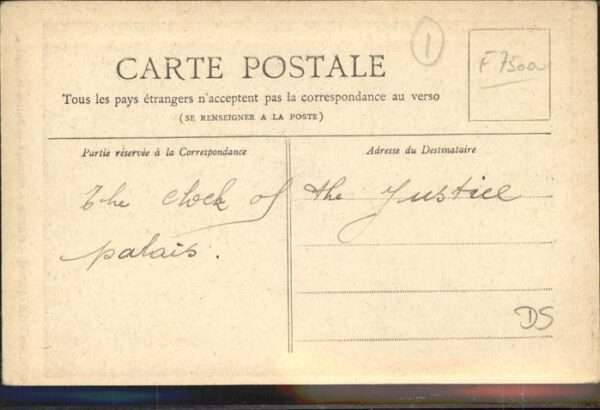 1
F7500
CARTE POSTALE
Tous les pays étrangers n'acceptent pas la correspondance au verso
(SE RENSEIGNER A LA POSTE)
Partie réservée à la Correspondance
Adresse du Destinataire
The clock of the Justice
palais.
DS